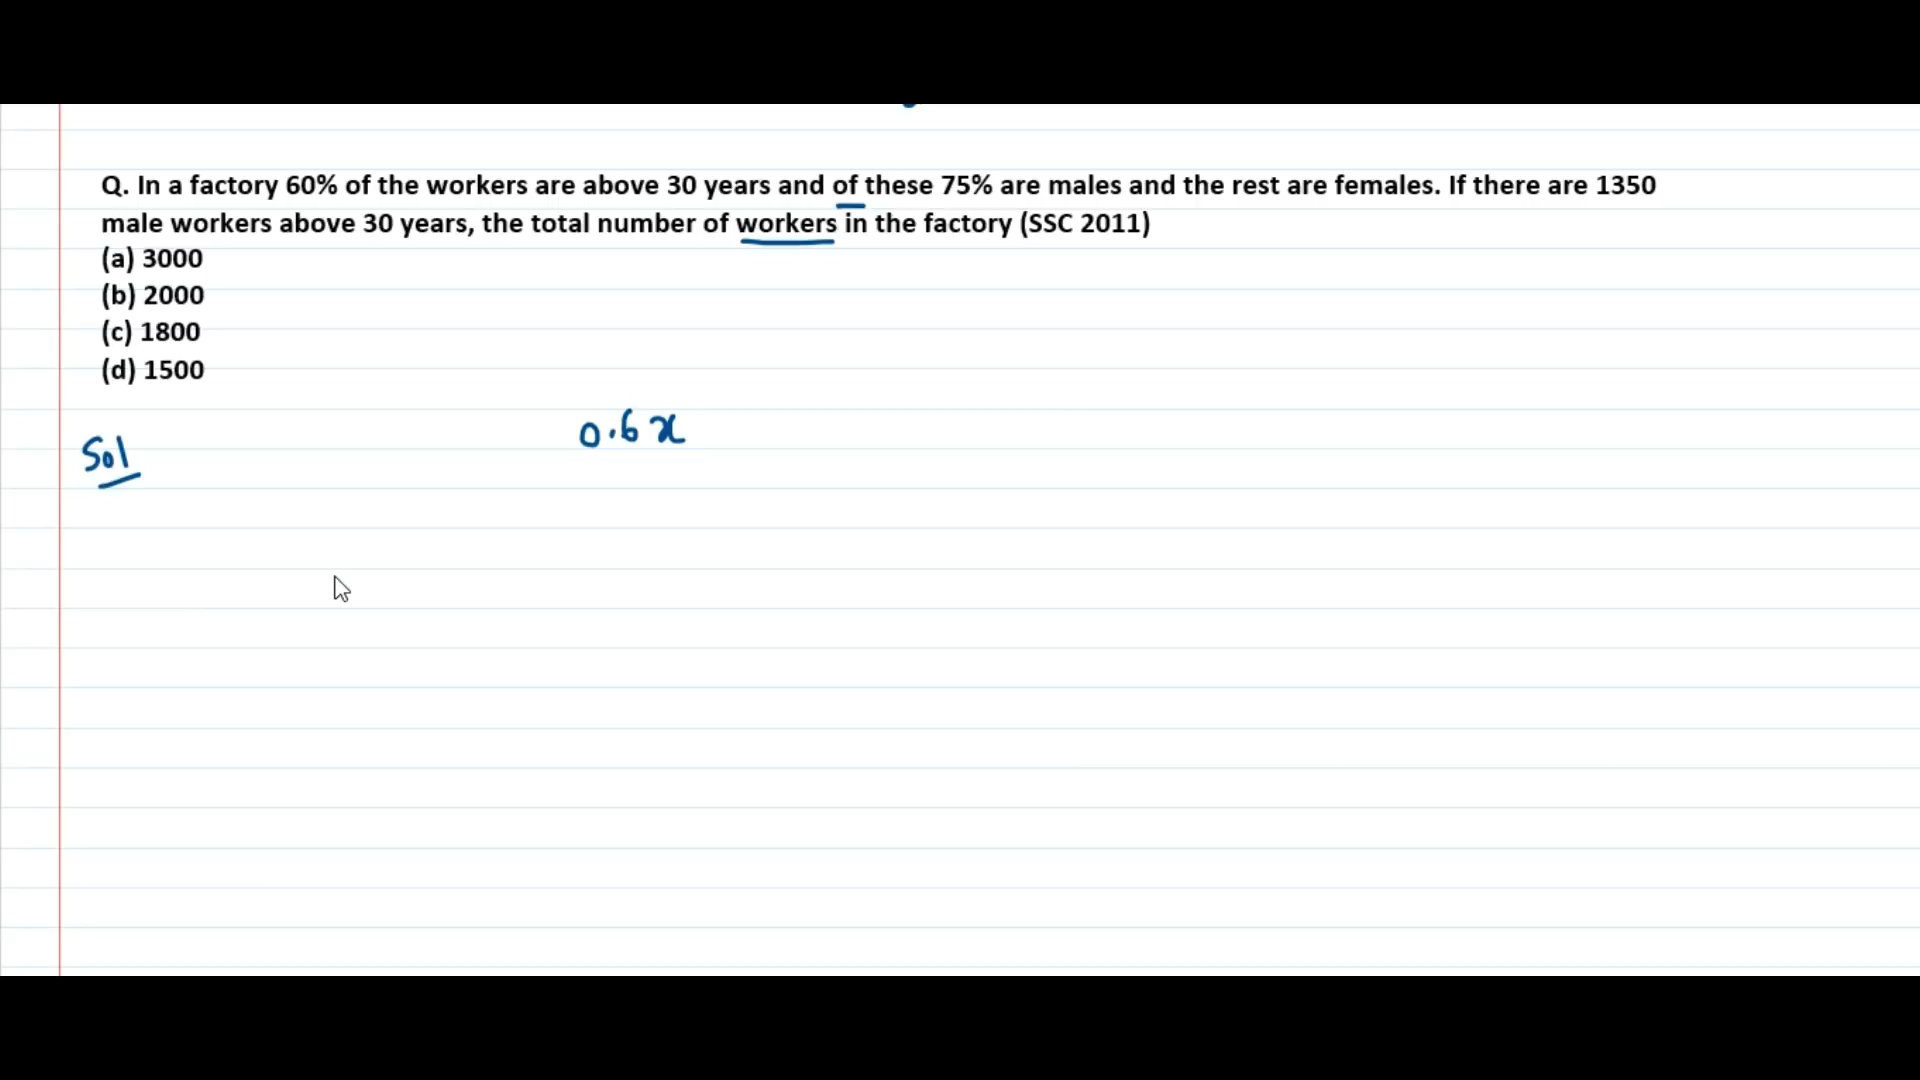 Q. In a factory 60% of the workers are above 30 years and of these 75% are males and the rest are females. If there are 1350
male workers above 30 years, the total number of workers in the factory (SSC 2011)
(a) 3000
(b) 2000
(c) 1800
(d) 1500
0.6x
Sol